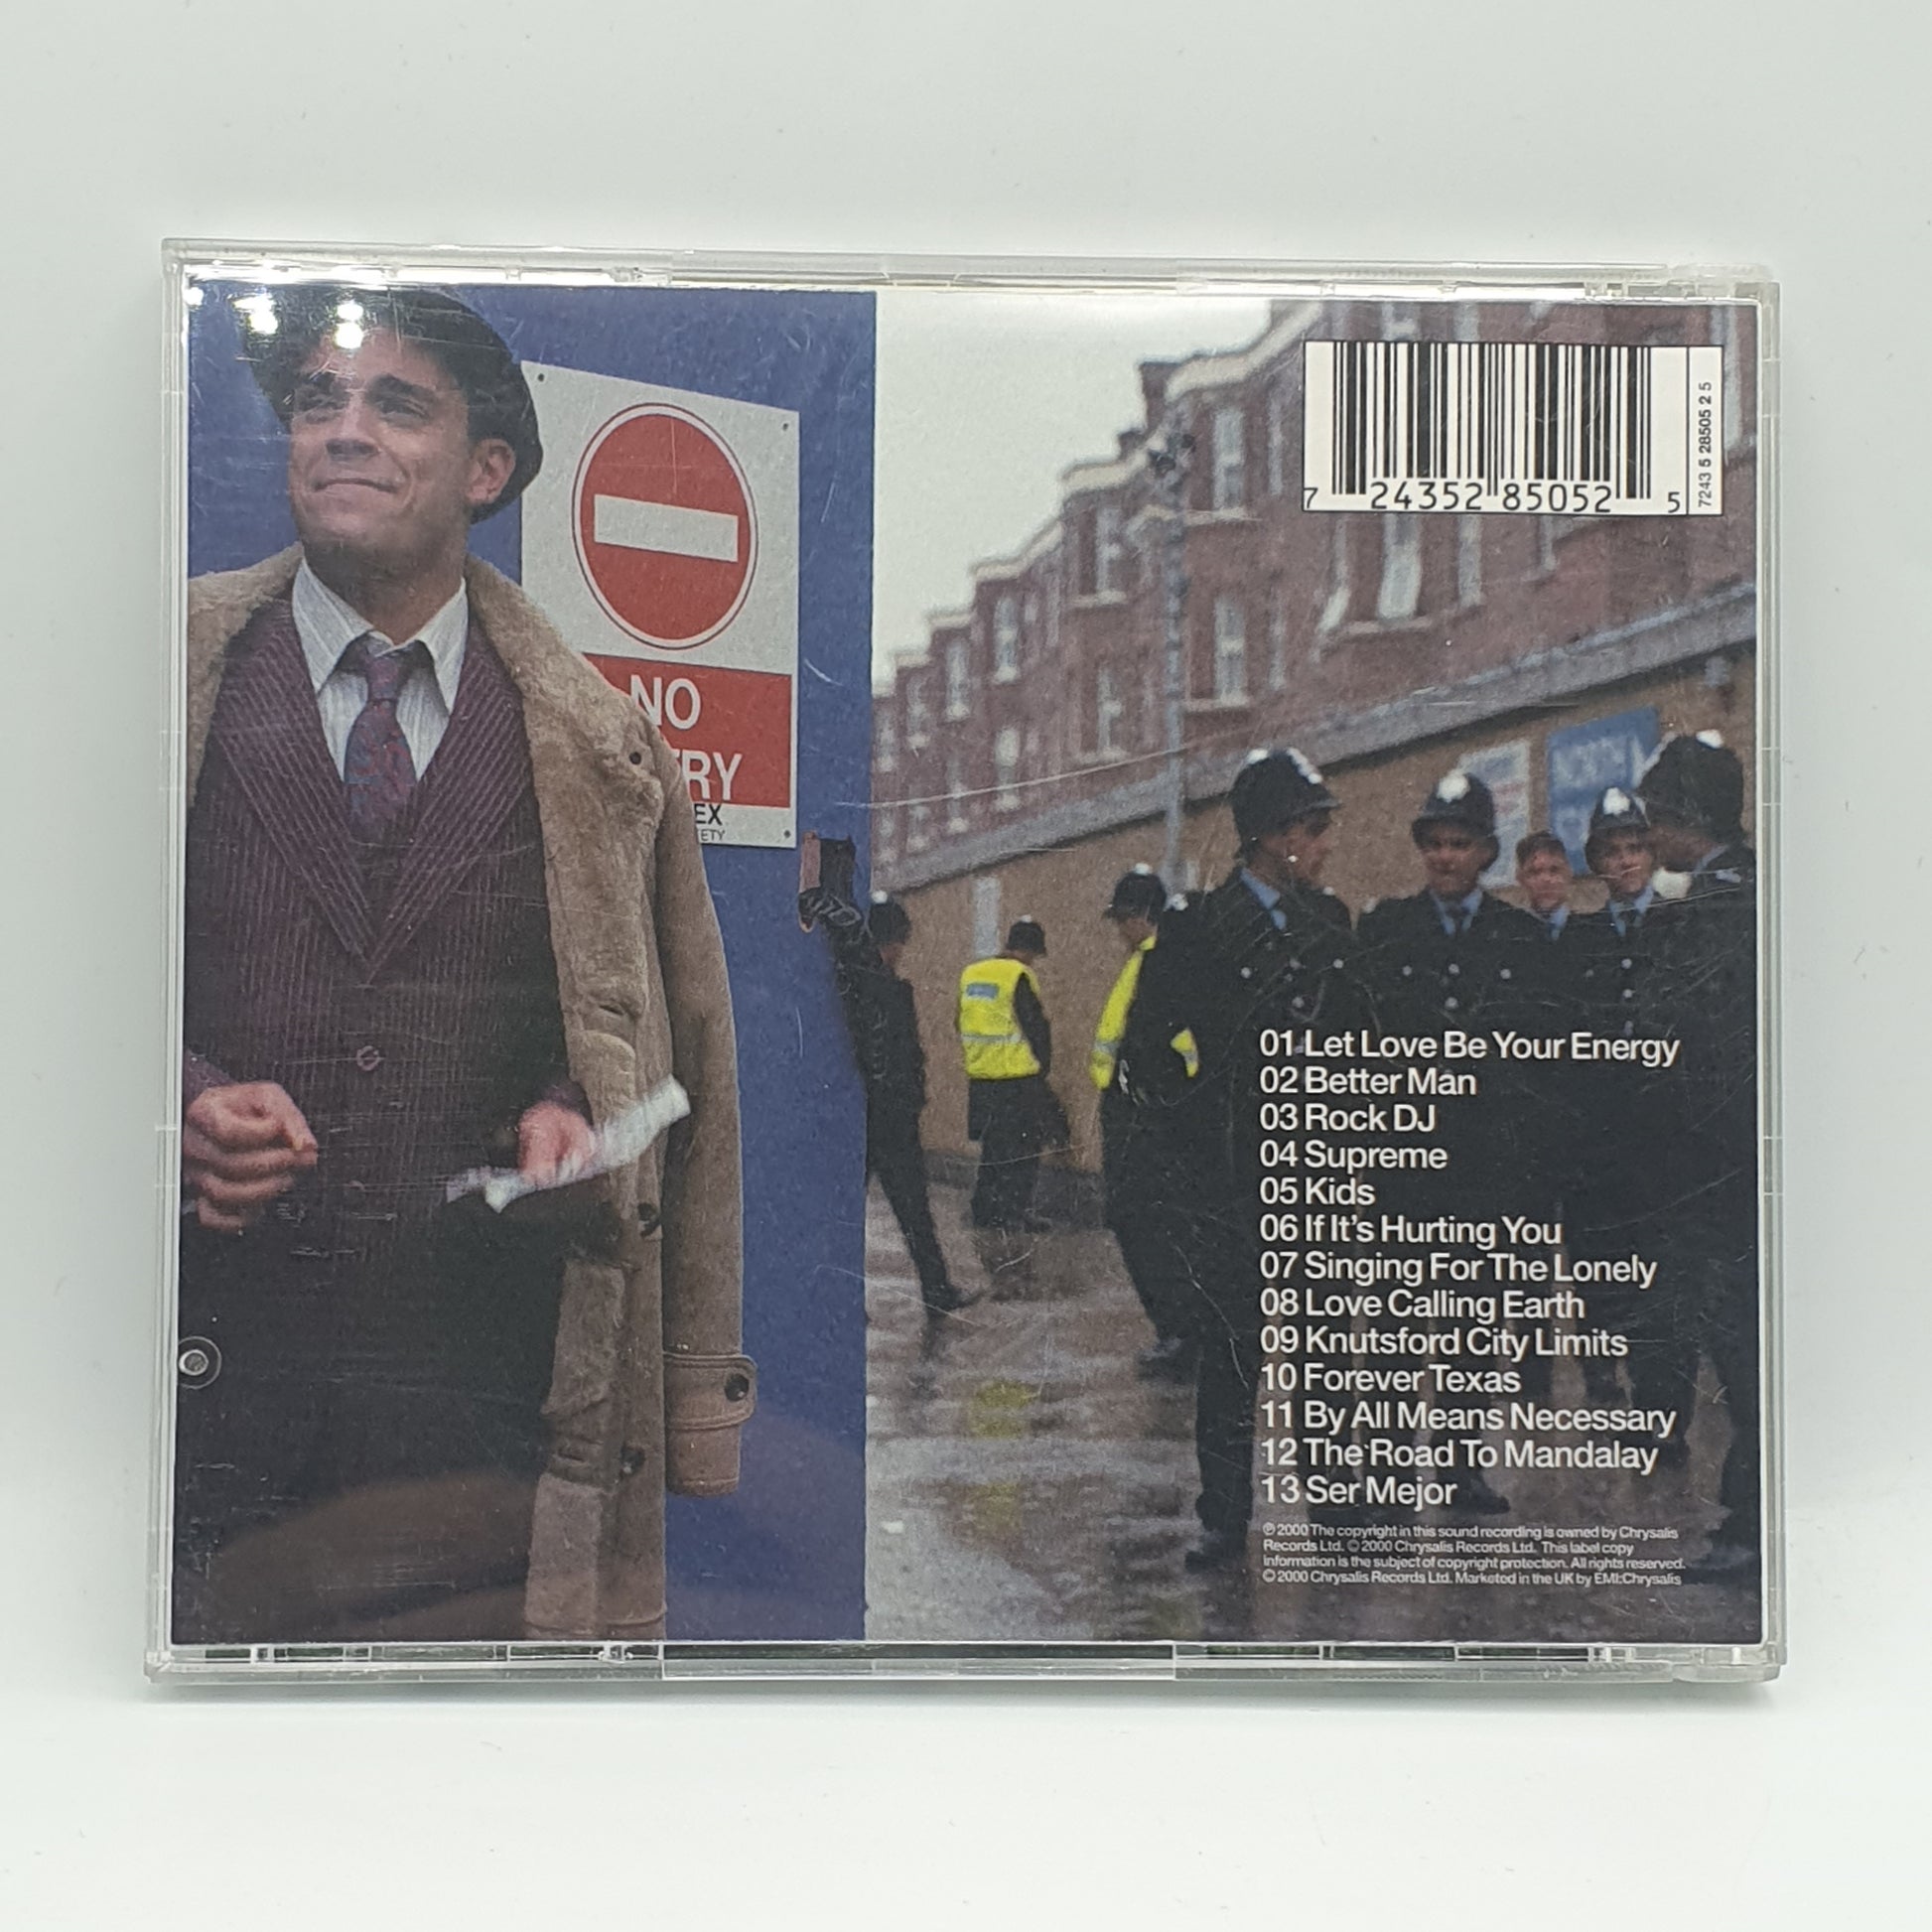 NO
TRY
EX
ETY
7 24352 85052 5
7243 5 28505 2 5
01 Let Love Be Your Energy
02 Better Man
03 Rock DJ
04 Supreme
05 Kids
06 If It's Hurting You
07 Singing For The Lonely
08 Love Calling Earth
09 Knutsford City Limits
10 Forever Texas
11 By All Means Necessary
12 The Road To Mandalay
13 Ser Mejor
℗ 2000 The copyright in this sound recording is owned by Chrysalis
Records Ltd. © 2000 Chrysalis Records Ltd. This label copy
information is the subject of copyright protection. All rights reserved.
© 2000 Chrysalis Records Ltd. Marketed in the UK by EMI:Chrysalis